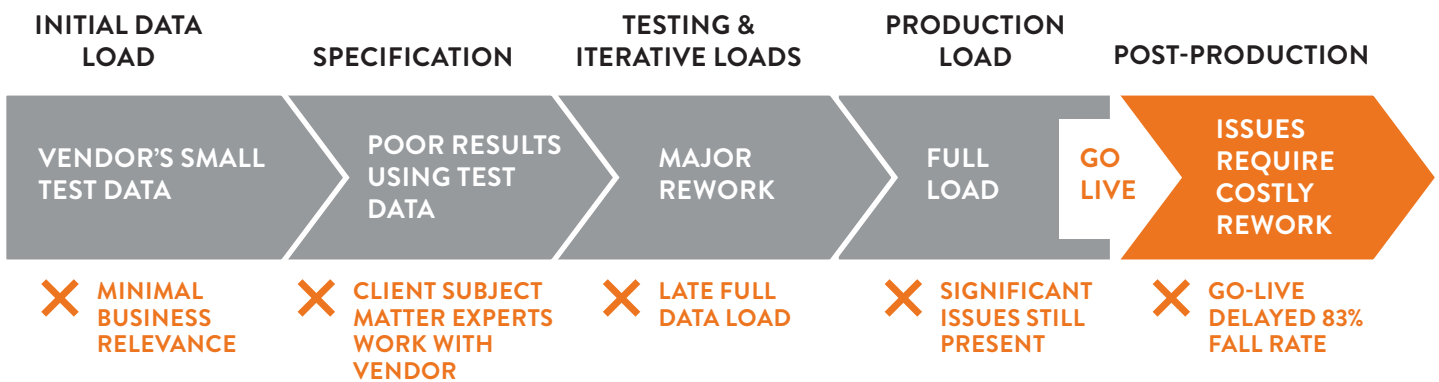 INITIAL DATA
LOAD
SPECIFICATION
TESTING &
ITERATIVE LOADS
PRODUCTION
LOAD
POST-PRODUCTION
VENDOR'S SMALL
TEST DATA
POOR RESULTS
USING TEST
DATA
MAJOR
REWORK
FULL
LOAD
GO
LIVE
ISSUES
REQUIRE
COSTLY
REWORK
MINIMAL
BUSINESS
RELEVANCE
CLIENT SUBJECT
MATTER EXPERTS
WORK WITH
VENDOR
LATE FULL
DATA LOAD
SIGNIFICANT
ISSUES STILL
PRESENT
GO-LIVE
DELAYED 83%
FALL RATE